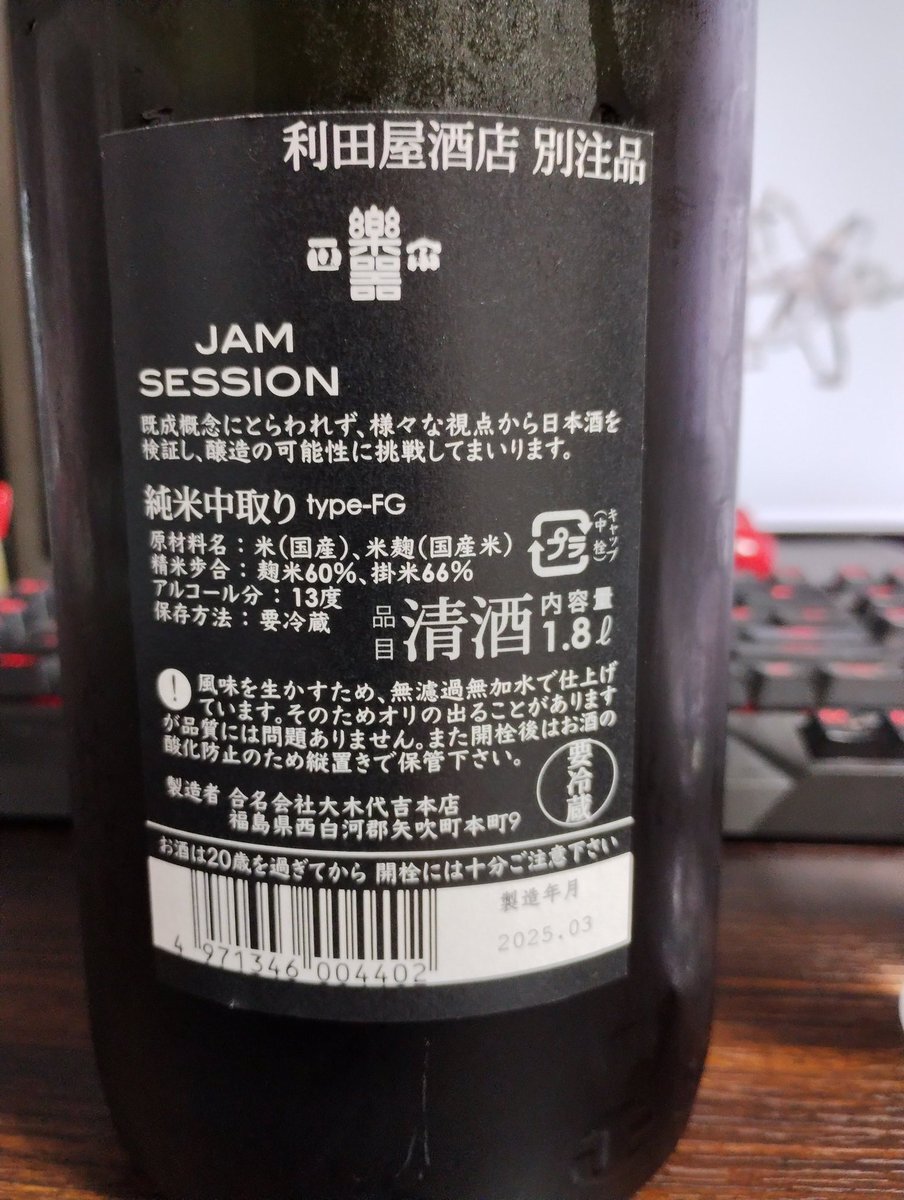 利田屋酒店 別注品
自然 樂器 正宗
JAM
SESSION
既成概念にとらわれず、様々な視点から日本酒を
検証し、醸造の可能性に挑戦してまいります。
純米中取り type-FG
原材料名：米（国産）、米麹（国産米）
精米歩合：麹米60%、掛米66%
アルコール分：13度
保存方法：要冷蔵
プラ
キャップ
（中栓）
品目
清酒
内容量
1.8ℓ
! 風味を生かすため、無濾過無加水で仕上げ
ています。そのためオリの出ることがあります
が品質には問題ありません。また開栓後はお酒の
酸化防止のため縦置きで保管下さい。
要冷蔵
製造者 合名会社大木代吉本店
福島県西白河郡矢吹町本町9
お酒は20歳を過ぎてから 開栓には十分ご注意下さい
製造年月
2025.03
4 971346 004402